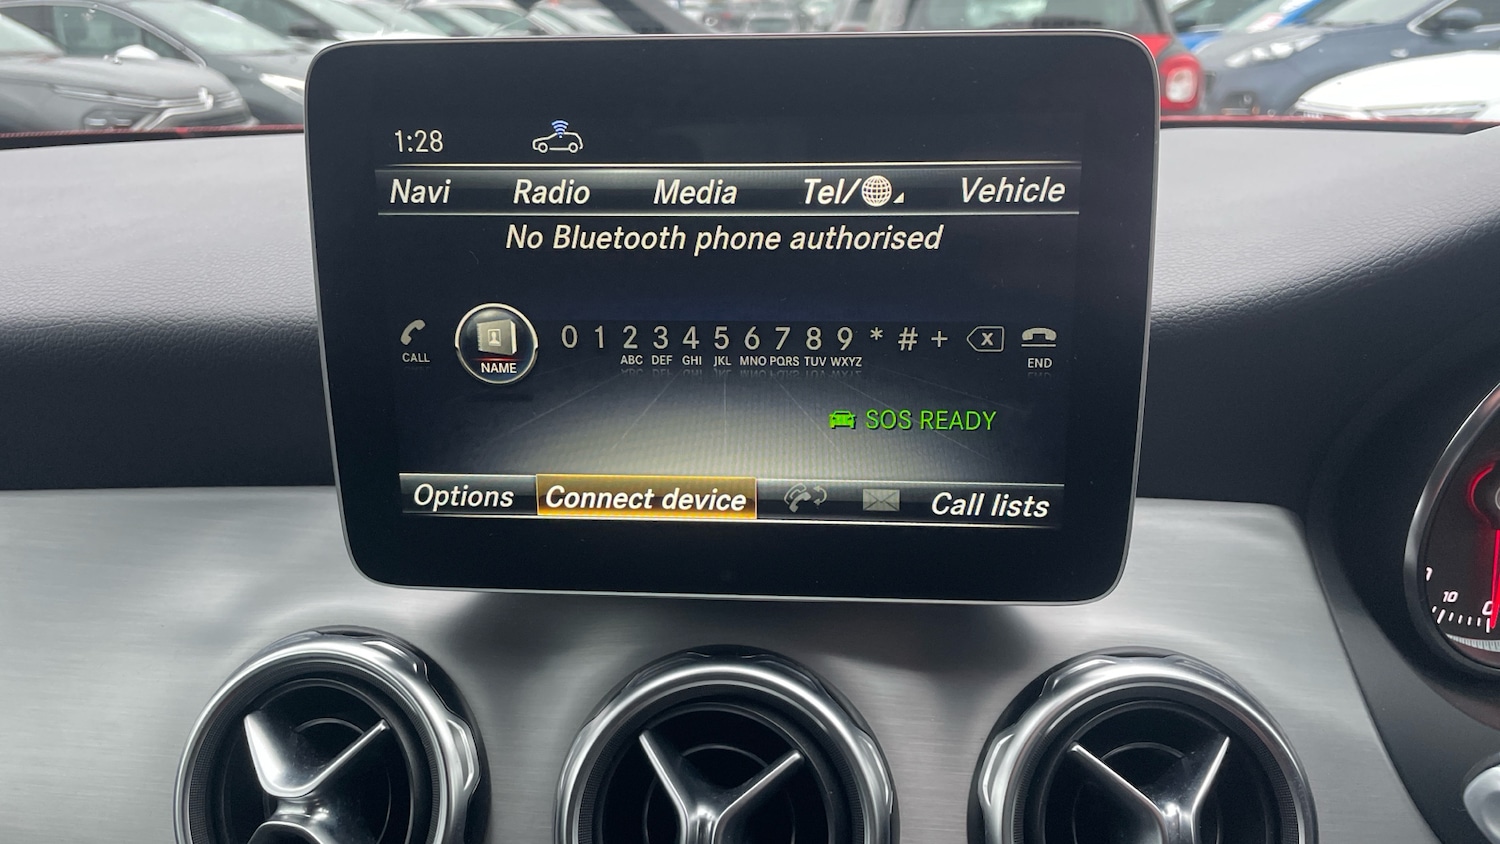 1:28
Navi Radio Media Tel/ Vehicle
No Bluetooth phone authorised
0 1 2 3 4 5 6 7 8 9 * # +
CALL NAME ABC DEF GHI JKL MNO PQRS TUV WXYZ END
SOS READY
Options Connect device Call lists
10 0